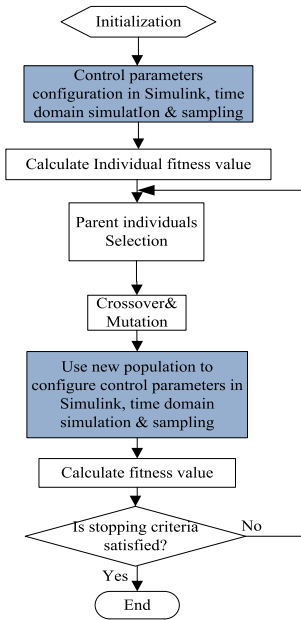 Initialization
Control parameters
configuration in Simulink, time
domain simulatIon & sampling
Calculate Individual fitness value
Parent individuals
Selection
Crossover&
Mutation
Use new population to
configure control parameters in
Simulink, time domain
simulation & sampling
Calculate fitness value
Is stopping criteria
satisfied?
No
Yes
End